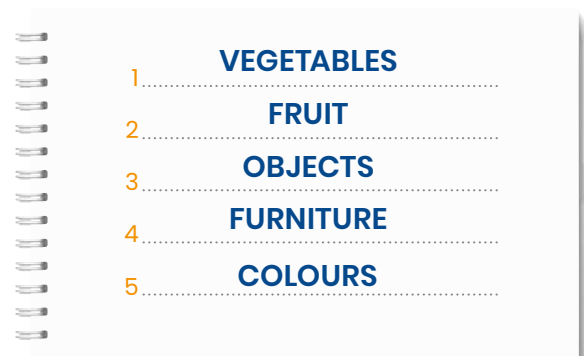 1 VEGETABLES
2 FRUIT
3 OBJECTS
4 FURNITURE
5 COLOURS